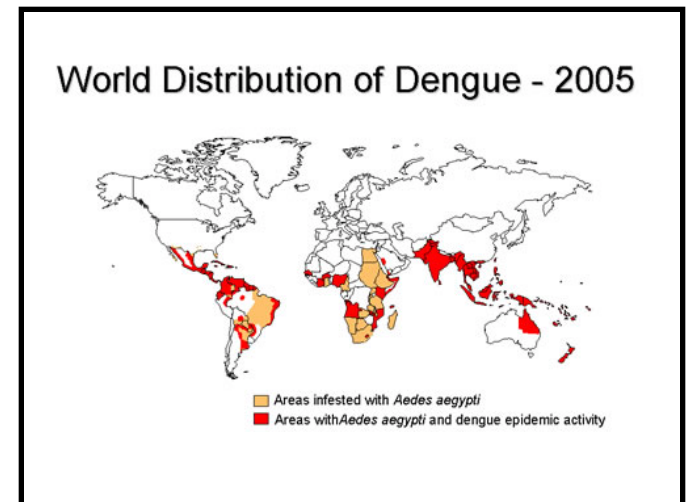 World Distribution of Dengue - 2005
Areas infested with Aedes aegypti
Areas withAedes aegypti and dengue epidemic activity